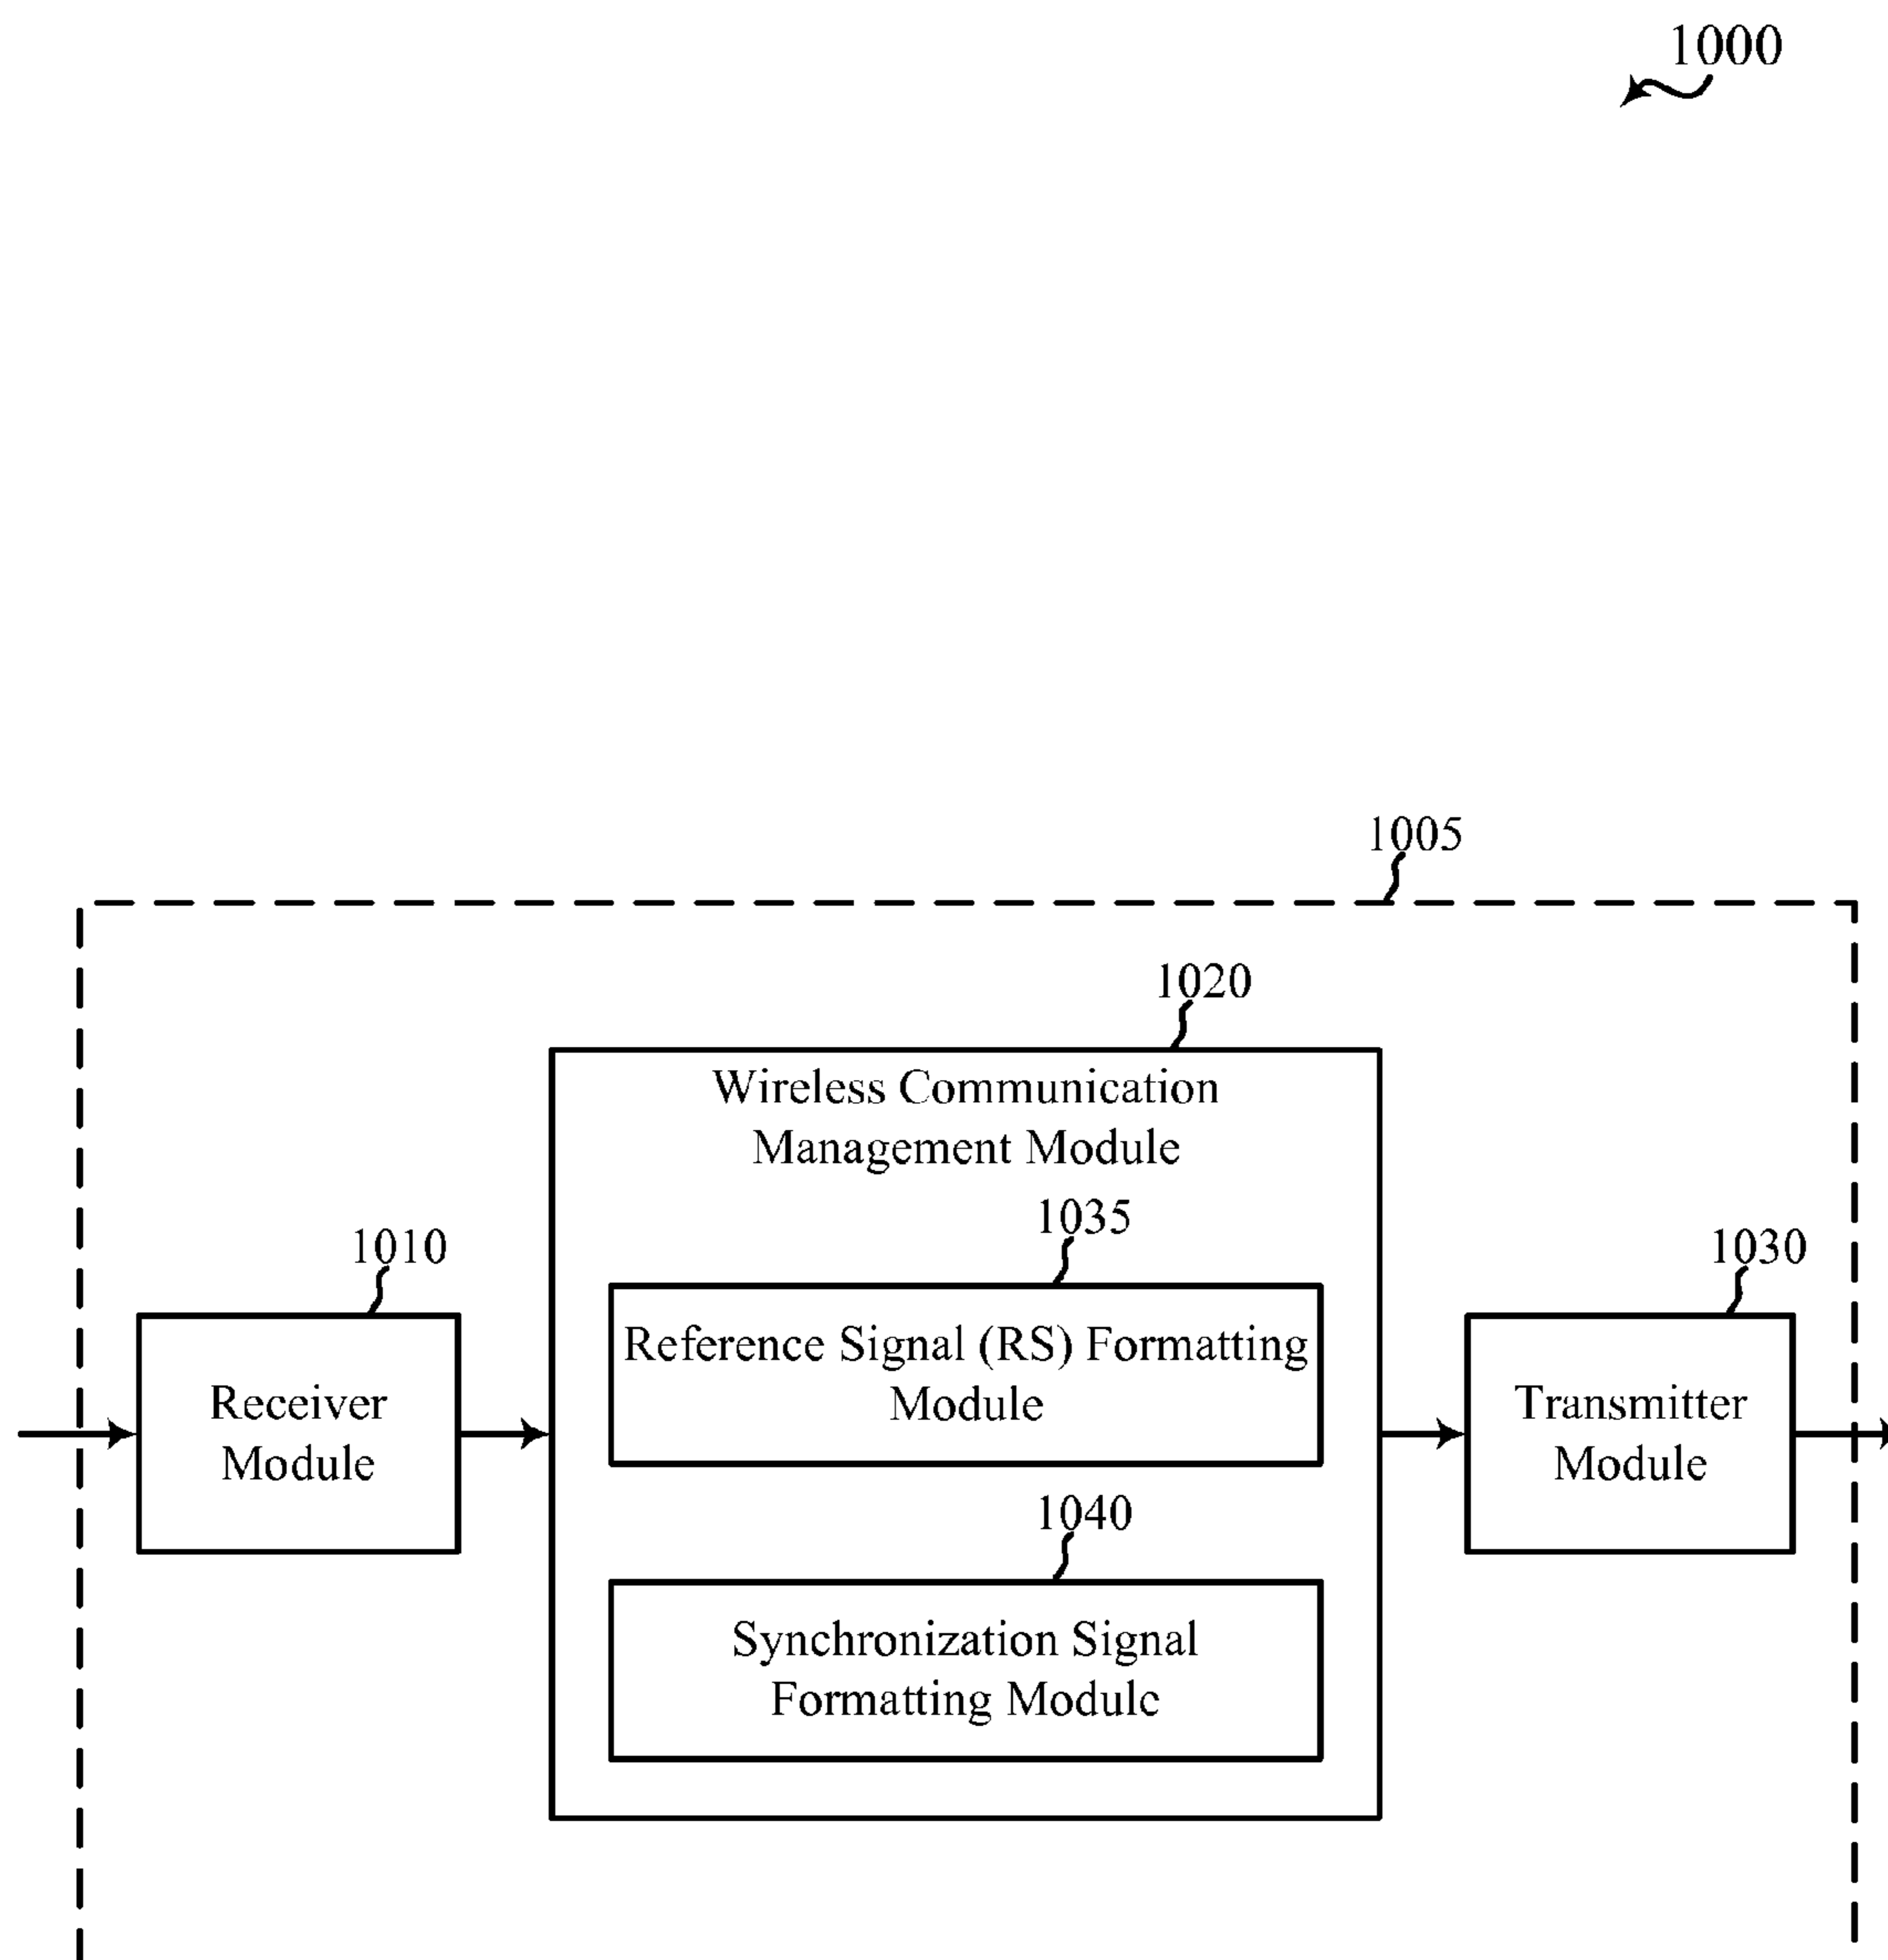 1000
1005
1020
Wireless Communication
Management Module
1035
1010
1030
Reference Signal (RS) Formatting
Module
Receiver
Module
Transmitter
Module
1040
Synchronization Signal
Formatting Module